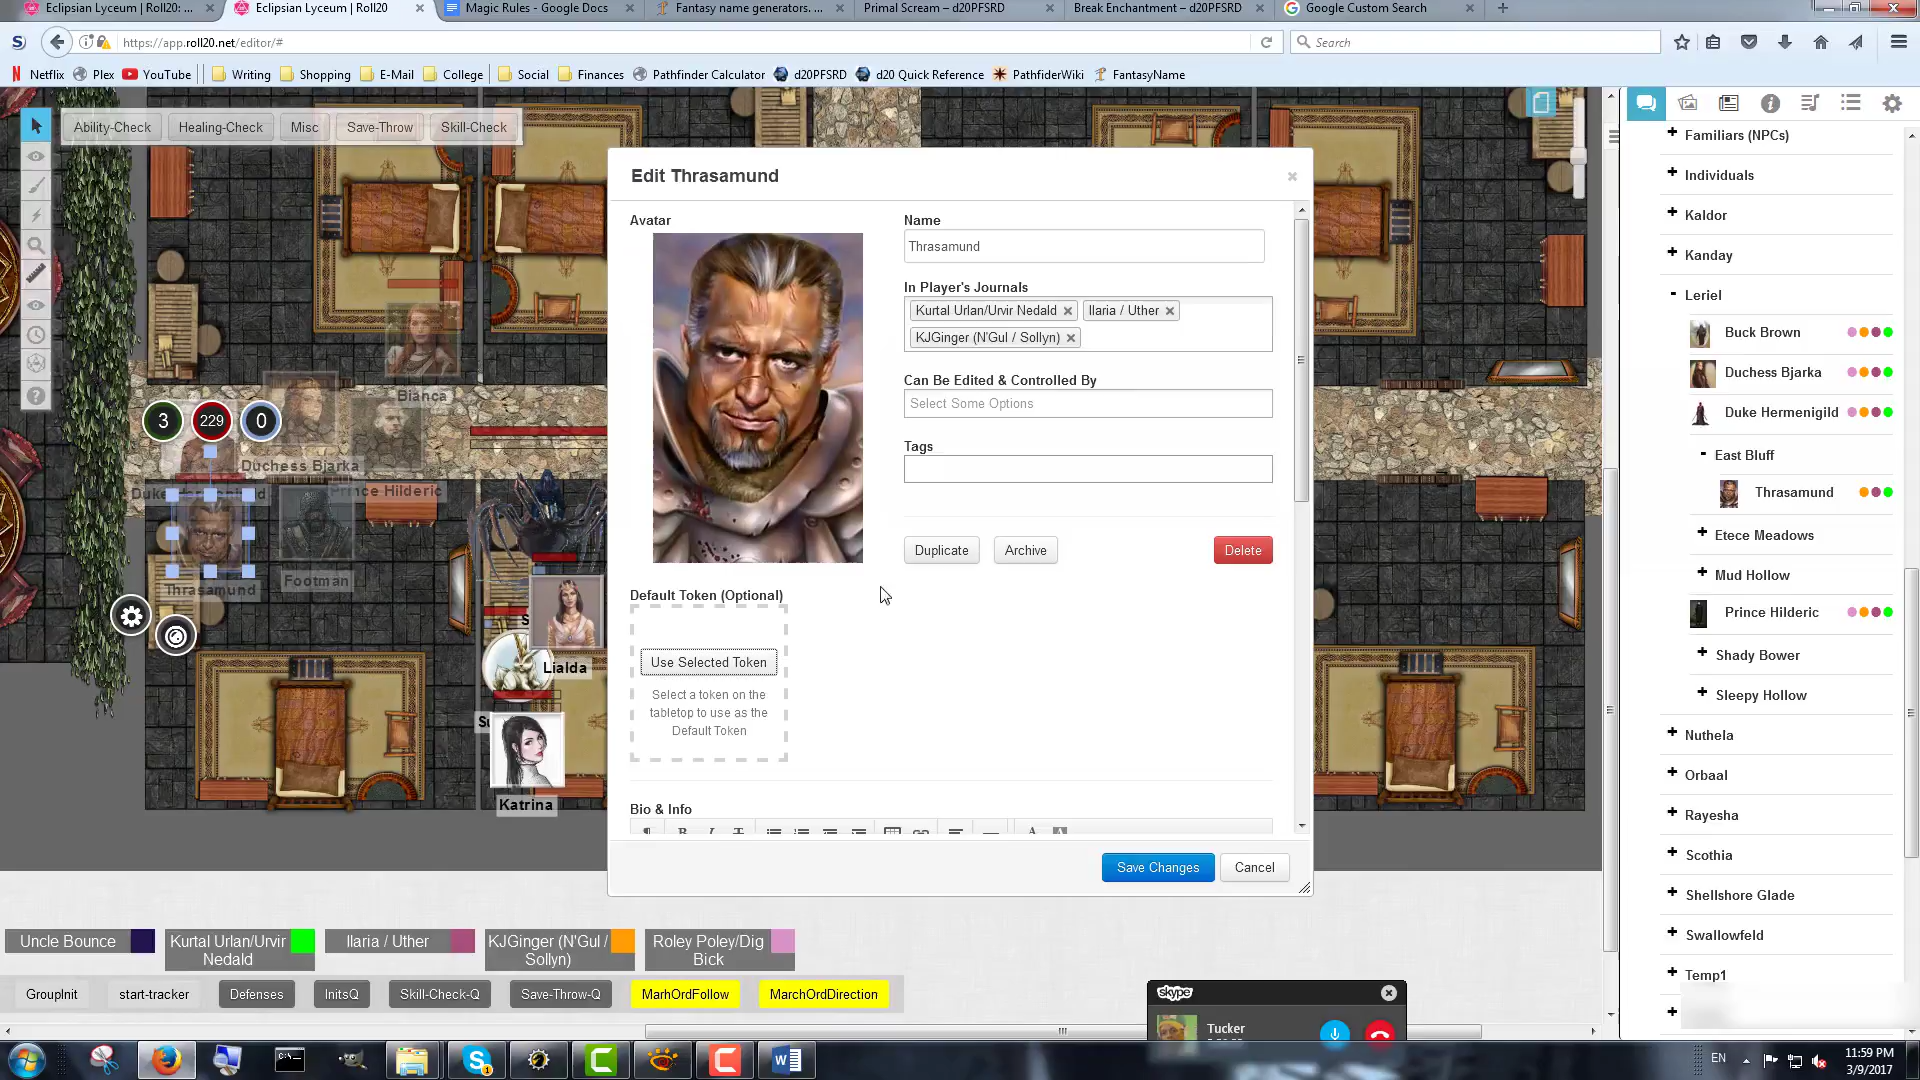 Eclipsian Lyceum | Roll20: ...
Eclipsian Lyceum | Roll20
Magic Rules - Google Docs
Fantasy name generators. ...
Primal Scream – d20PFSRD
Break Enchantment – d20PFSRD
Google Custom Search
https://app.roll20.net/editor/#
Search
Netflix
Plex
YouTube
Writing
Shopping
E-Mail
College
Social
Finances
Pathfinder Calculator
d20PFSRD
d20 Quick Reference
PathfiderWiki
FantasyName
Ability-Check
Healing-Check
Misc
Save-Throw
Skill-Check
Edit Thrasamund
Avatar
Name
Thrasamund
In Player's Journals
Kurtal Urlan/Urvir Nedald
Ilaria / Uther
KJGinger (N'Gul / Sollyn)
Can Be Edited & Controlled By
Select Some Options
Tags
Duplicate
Archive
Delete
Default Token (Optional)
Use Selected Token
Select a token on the
tabletop to use as the
Default Token
Bio & Info
Save Changes
Cancel
Bianca
3
229
0
Duchess Bjarka
Prince Hilderic
Footman
Thrasamund
Lialda
Katrina
Familiars (NPCs)
Individuals
Kaldor
Kanday
Leriel
Buck Brown
Duchess Bjarka
Duke Hermenigild
East Bluff
Thrasamund
Etece Meadows
Mud Hollow
Prince Hilderic
Shady Bower
Sleepy Hollow
Nuthela
Orbaal
Rayesha
Scothia
Shellshore Glade
Swallowfeld
Temp1
Uncle Bounce
Kurtal Urlan/Urvir
Nedald
Ilaria / Uther
KJGinger (N'Gul /
Sollyn)
Roley Poley/Dig
Bick
GroupInit
start-tracker
Defenses
InitsQ
Skill-Check-Q
Save-Throw-Q
MarhOrdFollow
MarchOrdDirection
skype
Tucker
EN
11:59 PM
3/9/2017